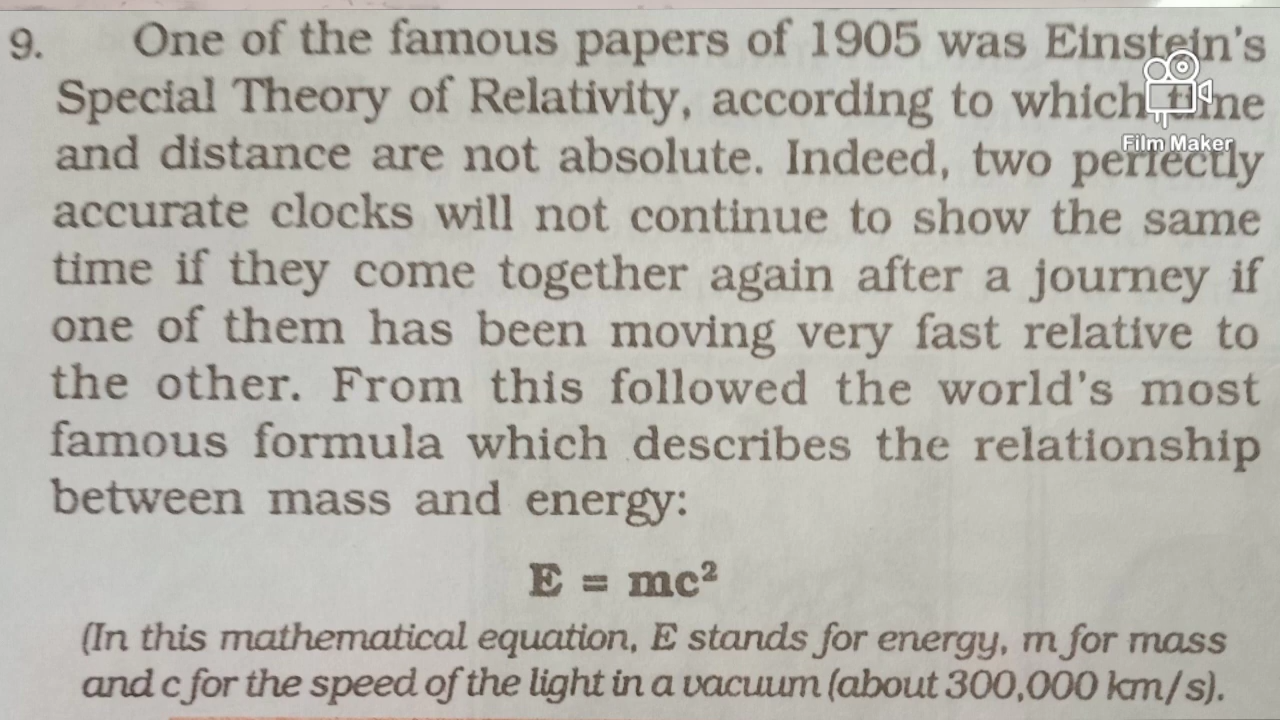 9. One of the famous papers of 1905 was Einstein's
Special Theory of Relativity, according to which time
and distance are not absolute. Indeed, two perfectly
Film Maker
accurate clocks will not continue to show the same
time if they come together again after a journey if
one of them has been moving very fast relative to
the other. From this followed the world's most
famous formula which describes the relationship
between mass and energy:
E = mc²
(In this mathematical equation, E stands for energy, m for mass
and c for the speed of the light in a vacuum (about 300,000 km/s).